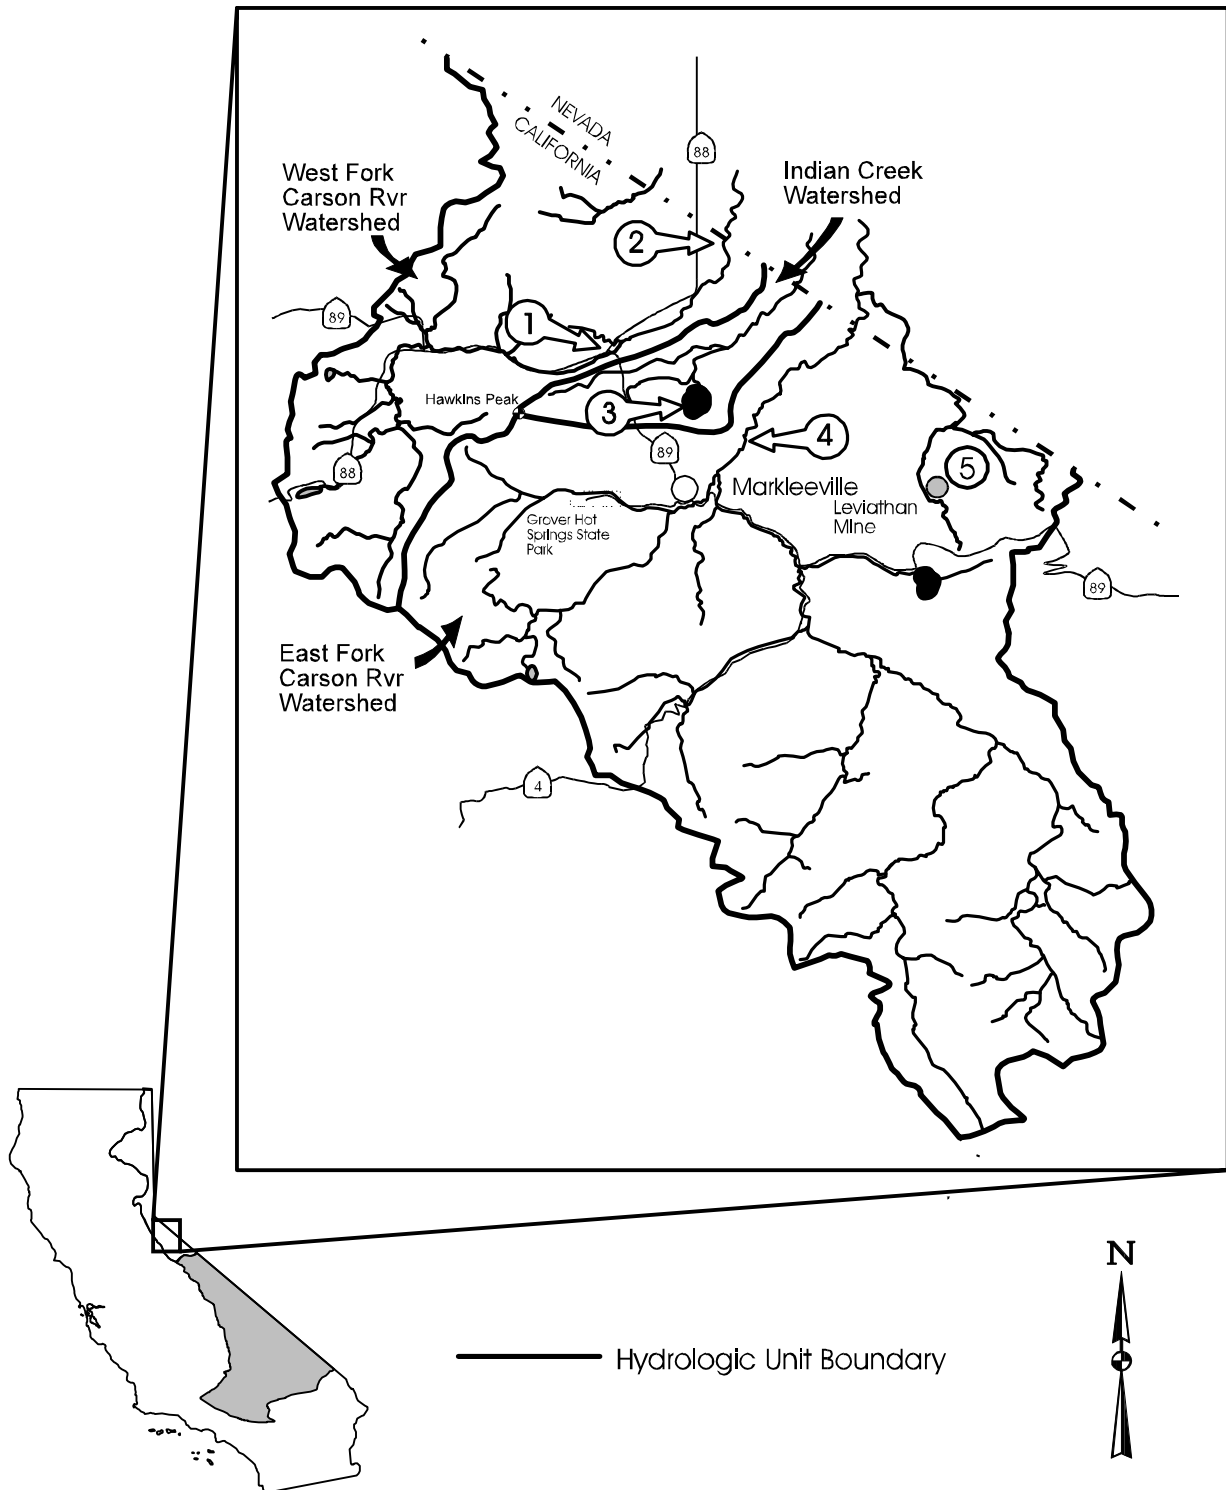 NEVADA
CALIFORNIA
88
West Fork
Carson Rvr
Watershed
Indian Creek
Watershed
2
89
1
Hawkins Peak
3
4
89
88
5
Markleeville
Leviathan
Mine
Grover Hot
Springs State
Park
89
East Fork
Carson Rvr
Watershed
4
N
Hydrologic Unit Boundary